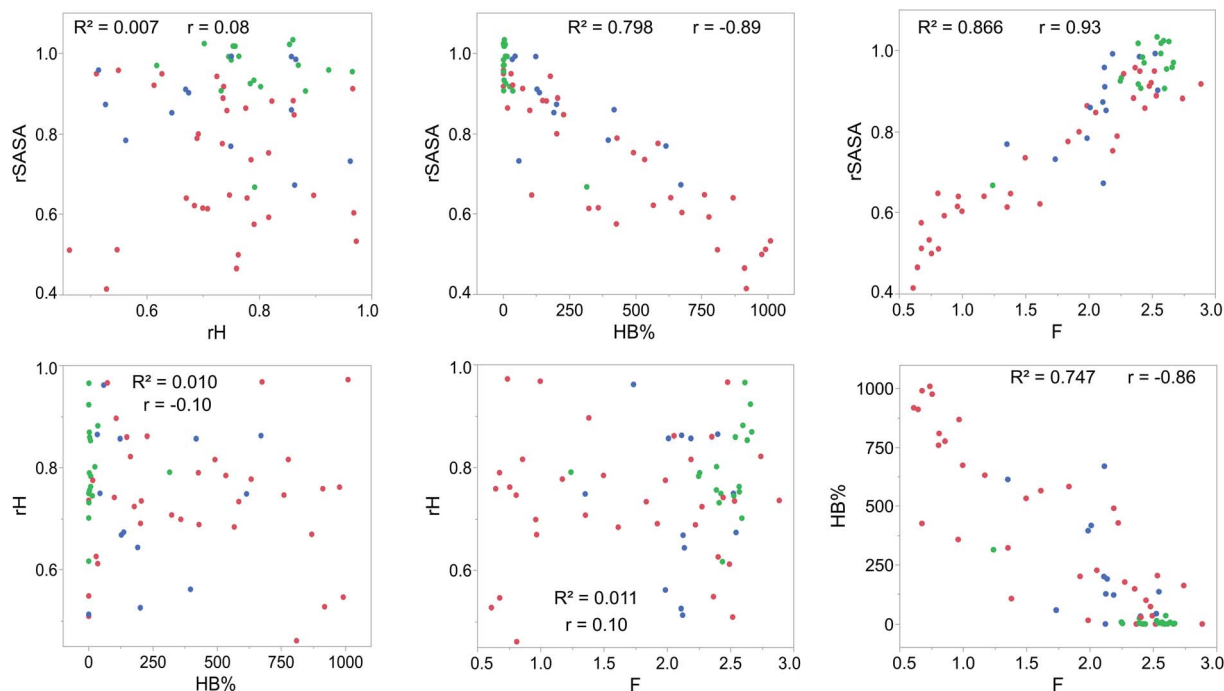 R² = 0.007 r = 0.08
1.0
0.8
0.6
0.4
rSASA
0.6 0.8 1.0
rH
R² = 0.798 r = -0.89
1.0
0.8
0.6
0.4
rSASA
0 250 500 750 1000
HB%
R² = 0.866 r = 0.93
1.0
0.8
0.6
0.4
rSASA
0.5 1.0 1.5 2.0 2.5 3.0
F
R² = 0.010
r = -0.10
1.0
0.8
0.6
rH
0 250 500 750 1000
HB%
R² = 0.011
r = 0.10
1.0
0.8
0.6
rH
0.5 1.0 1.5 2.0 2.5 3.0
F
R² = 0.747 r = -0.86
1000
750
500
250
0
HB%
0.5 1.0 1.5 2.0 2.5 3.0
F